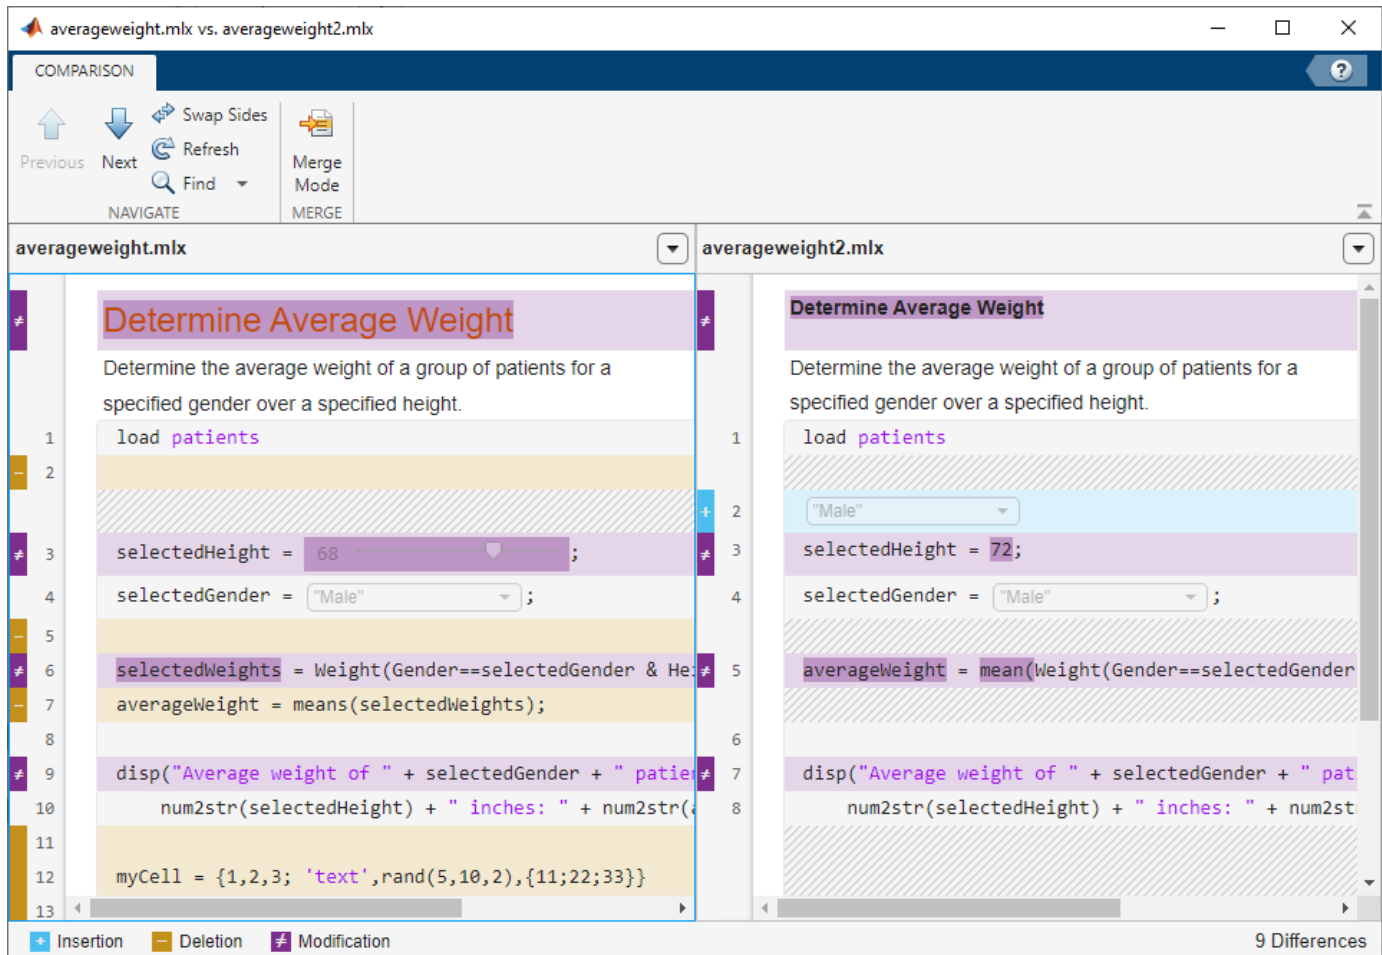 averageweight.mlx vs. averageweight2.mlx
COMPARISON
?
Previous
Next
Swap Sides
Refresh
Find
NAVIGATE
Merge
Mode
MERGE
averageweight.mlx
Determine Average Weight
Determine the average weight of a group of patients for a
specified gender over a specified height.
1 load patients
2
3 selectedHeight = 68 ;
4 selectedGender = "Male" ;
5
6 selectedWeights = Weight(Gender==selectedGender & He
7 averageWeight = means(selectedWeights);
8
9 disp("Average weight of " + selectedGender + " patie
10 num2str(selectedHeight) + " inches: " + num2str(a
11
12 myCell = {1,2,3; 'text',rand(5,10,2),{11;22;33}}
13
averageweight2.mlx
Determine Average Weight
Determine the average weight of a group of patients for a
specified gender over a specified height.
1 load patients
2 "Male"
3 selectedHeight = 72;
4 selectedGender = "Male" ;
5 averageWeight = mean(Weight(Gender==selectedGender
6
7 disp("Average weight of " + selectedGender + " pat
8 num2str(selectedHeight) + " inches: " + num2st
+ Insertion − Deletion ≠ Modification
9 Differences